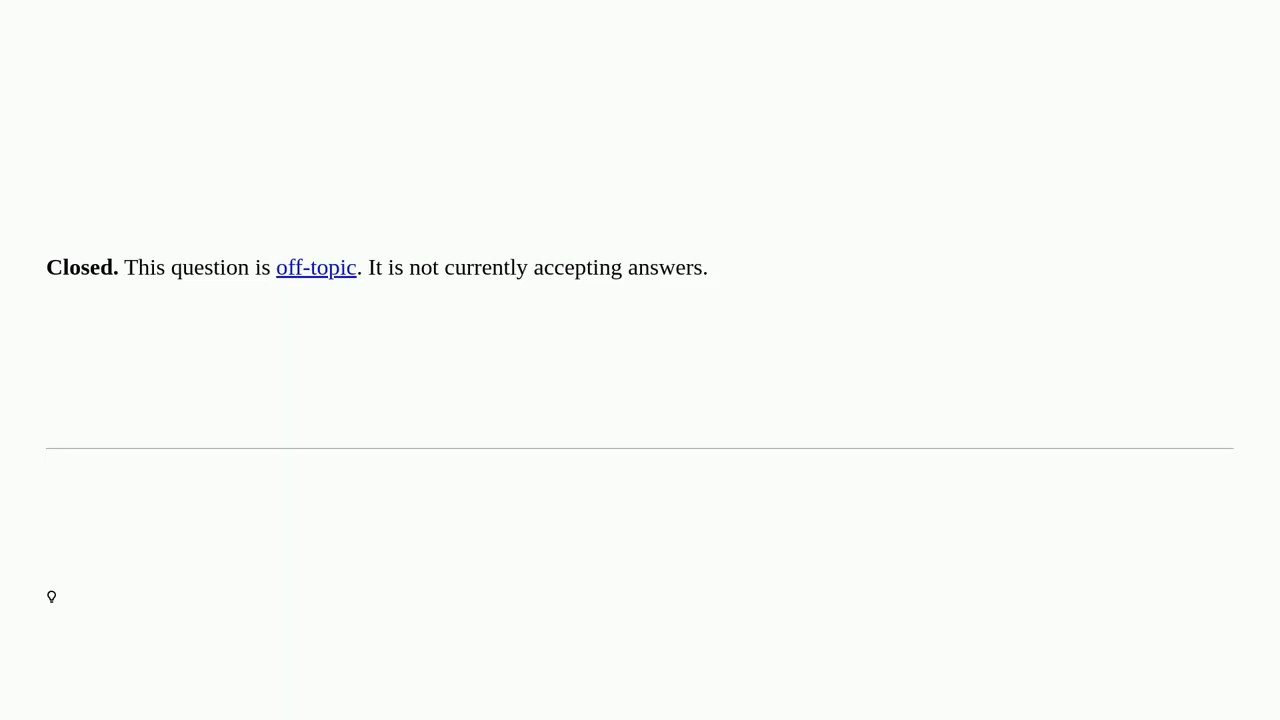 Closed. This question is off-topic. It is not currently accepting answers.